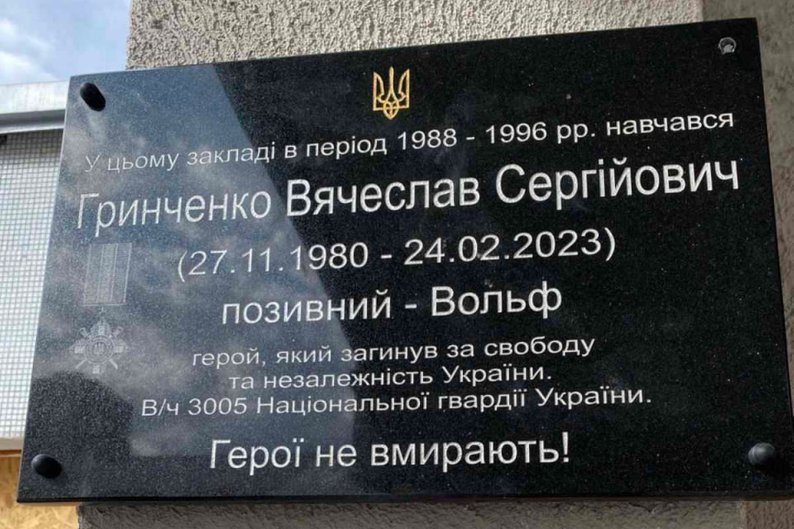 У цьому закладі в період 1988 - 1996 рр. навчався
Гринченко Вячеслав Сергійович
(27.11.1980 - 24.02.2023)
позивний - Вольф
герой, який загинув за свободу
та незалежність України.
В/ч 3005 Національної гвардії України.
Герої не вмирають!